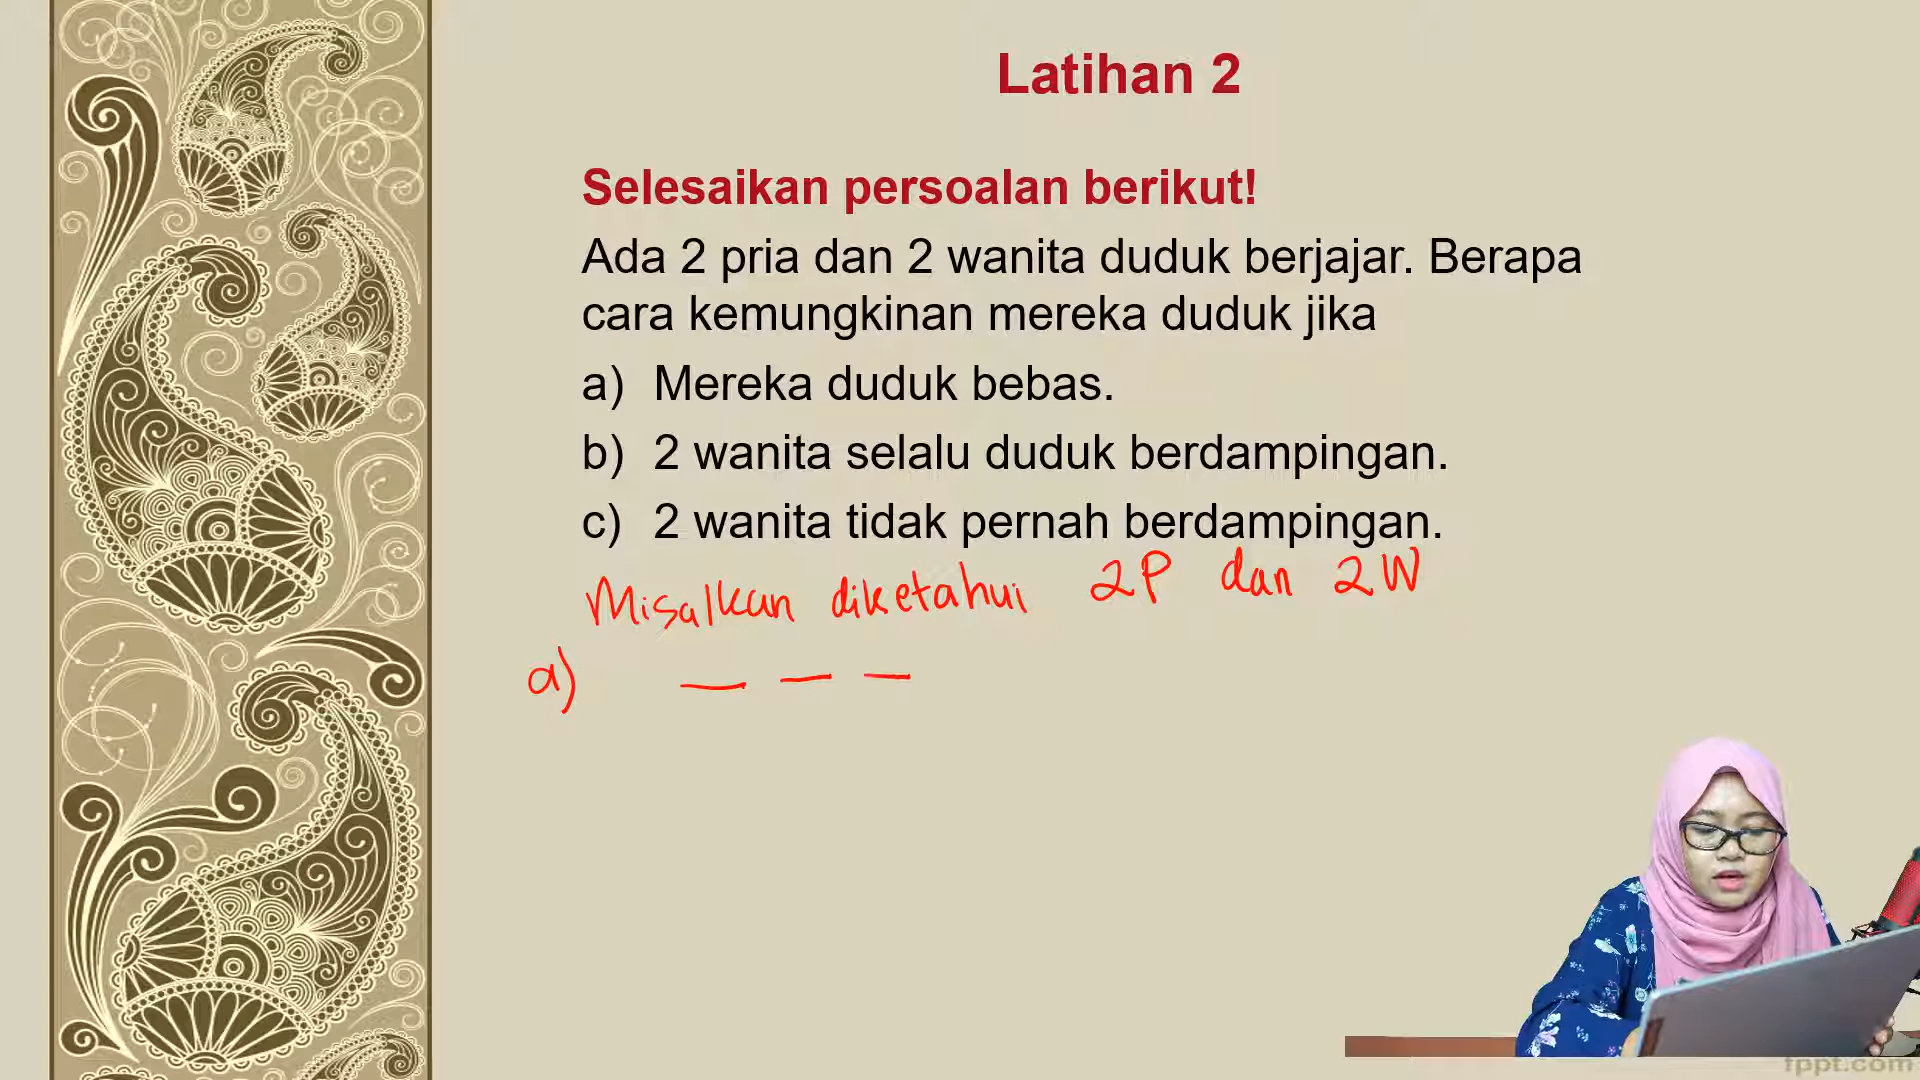 Latihan 2
Selesaikan persoalan berikut!
Ada 2 pria dan 2 wanita duduk berjajar. Berapa
cara kemungkinan mereka duduk jika
a) Mereka duduk bebas.
b) 2 wanita selalu duduk berdampingan.
c) 2 wanita tidak pernah berdampingan.
Misalkan diketahui 2P dan 2W
a) _ _ _
fppt.com